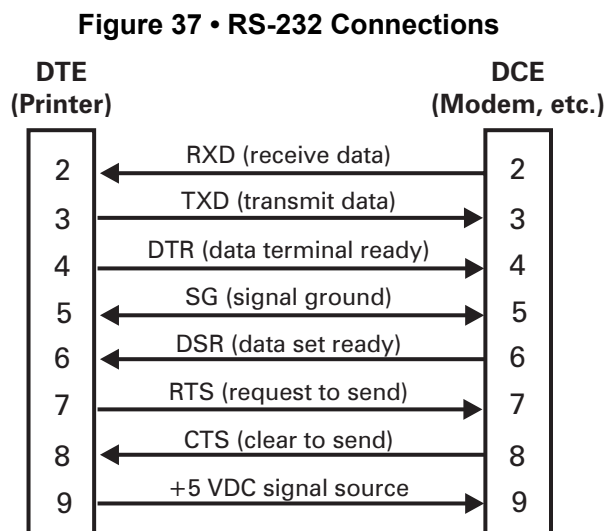 Figure 37 • RS-232 Connections
DTE
(Printer)
DCE
(Modem, etc.)
2 RXD (receive data) 2
3 TXD (transmit data) 3
4 DTR (data terminal ready) 4
5 SG (signal ground) 5
6 DSR (data set ready) 6
7 RTS (request to send) 7
8 CTS (clear to send) 8
9 +5 VDC signal source 9